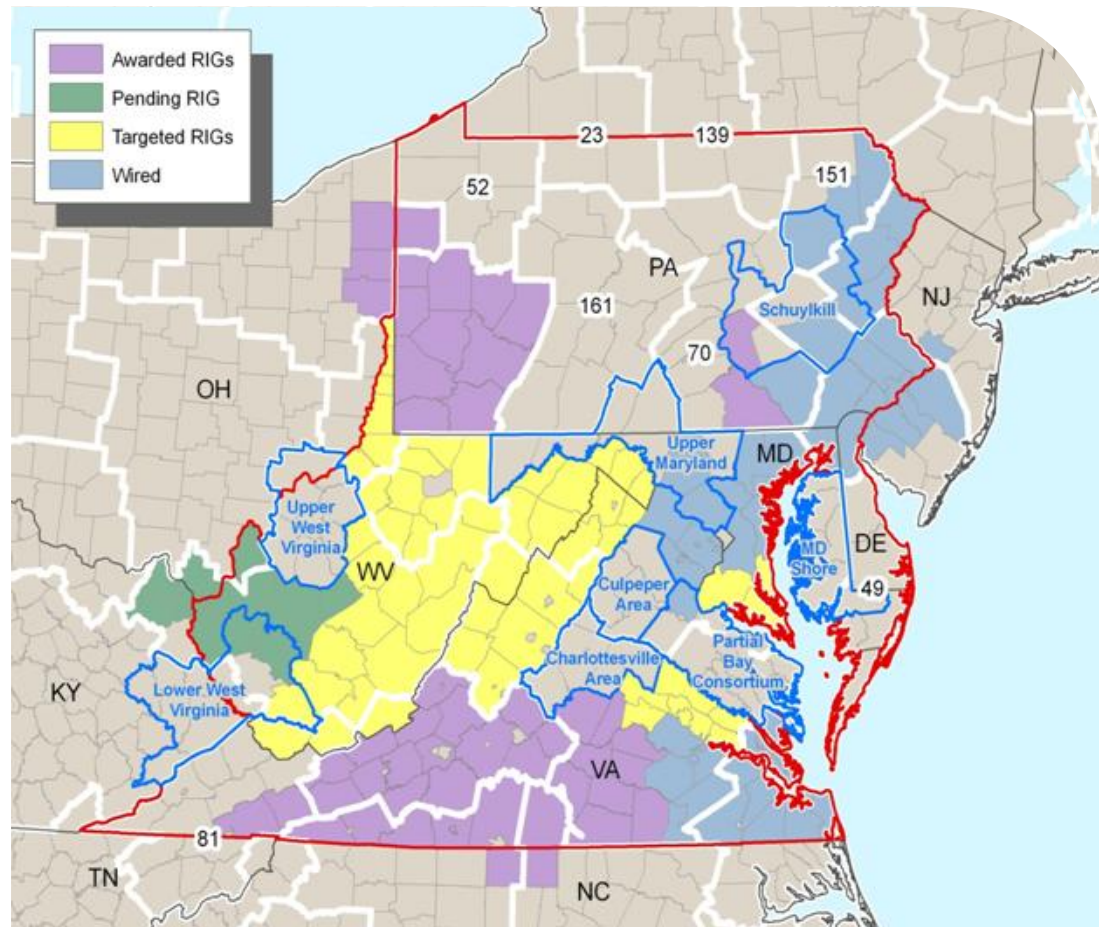 Awarded RIGs
Pending RIG
Targeted RIGs
Wired
23
139
52
151
PA
NJ
161
Schuylkill
70
OH
Upper
Maryland
MD
Upper
West
Virginia
WV
MD
Shore
DE
49
Culpeper
Area
Partial
Bay
Consortium
Charlottesville
Area
KY
Lower West
Virginia
VA
81
TN
NC